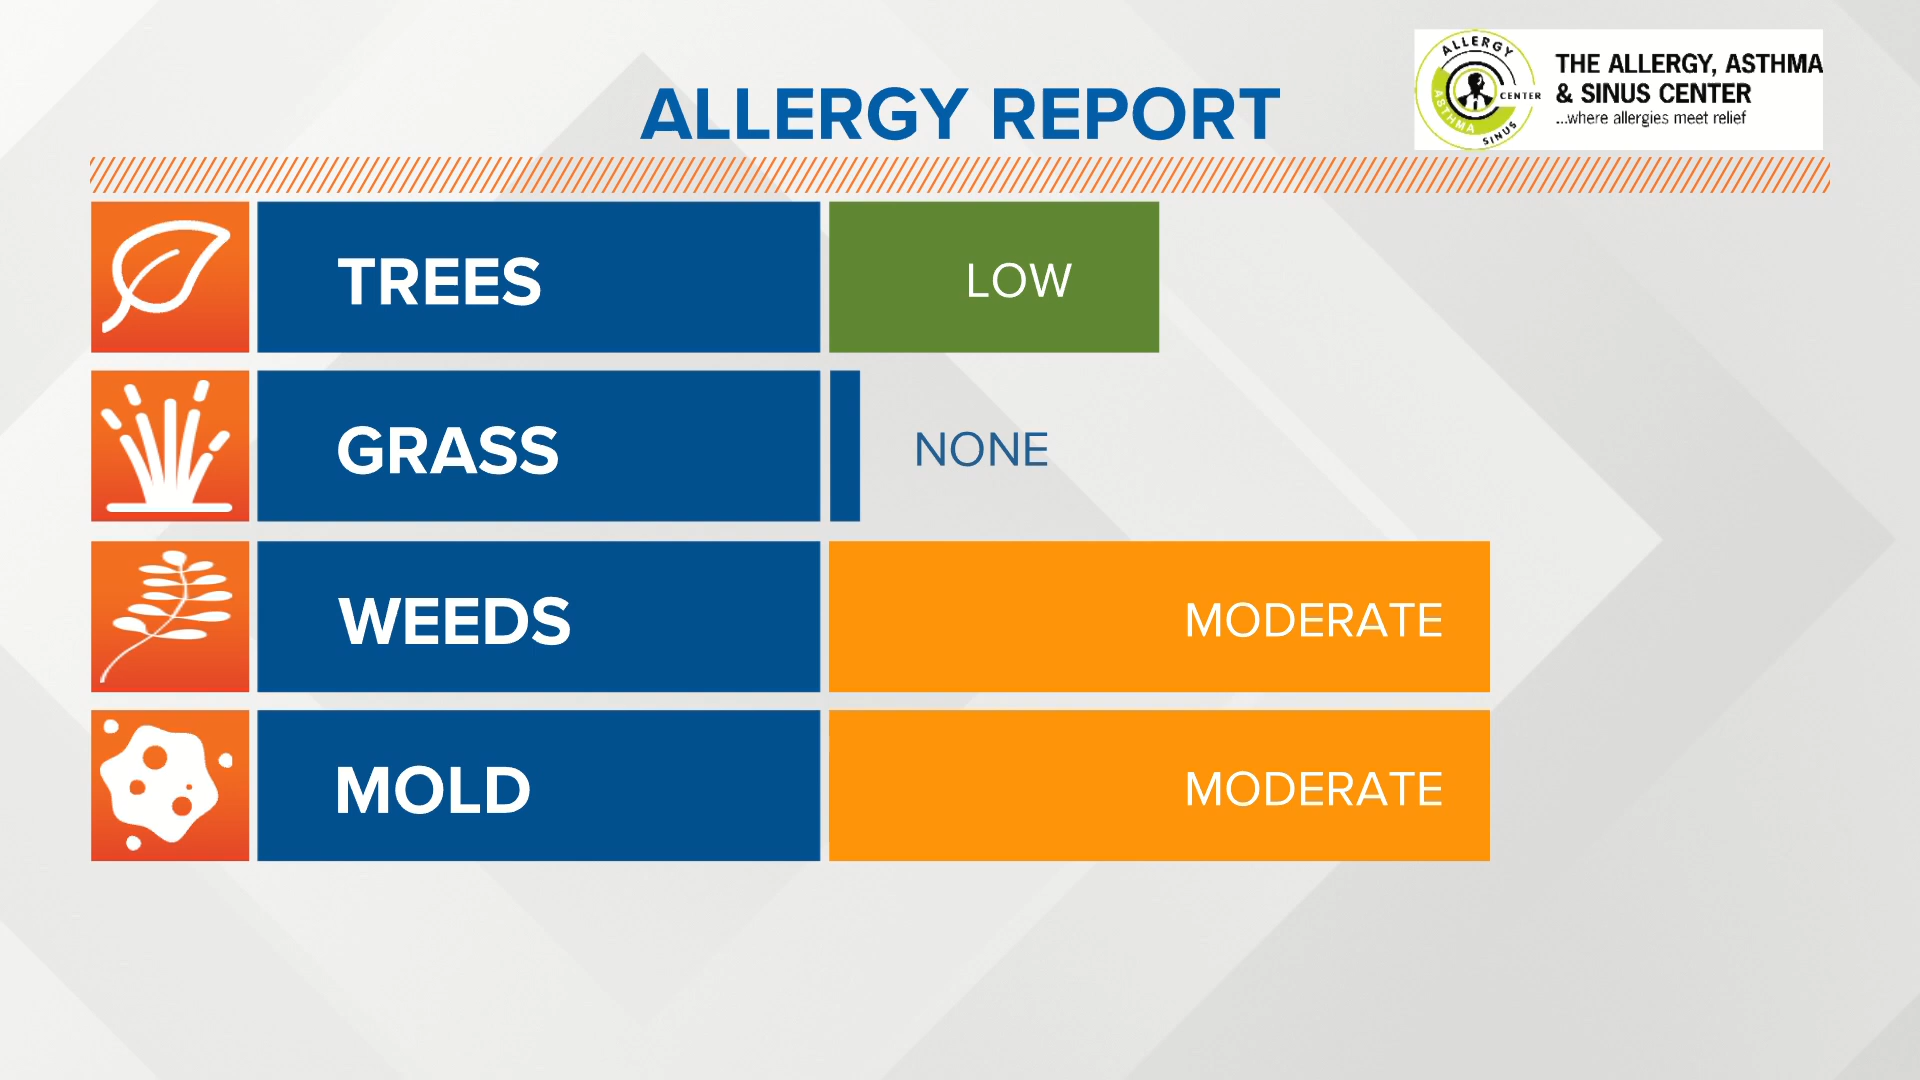 ALLERGY REPORT
ALLERGY
CENTER
ASTHMA
SINUS
THE ALLERGY, ASTHMA
& SINUS CENTER
...where allergies meet relief
TREES
LOW
GRASS
NONE
WEEDS
MODERATE
MOLD
MODERATE